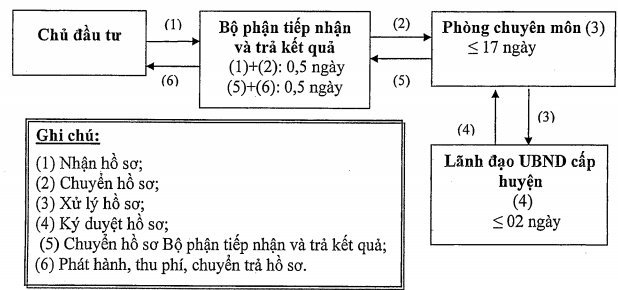 Chủ đầu tư
(1)
(6)
Bộ phận tiếp nhận
và trả kết quả
(1)+(2): 0,5 ngày
(5)+(6): 0,5 ngày
(2)
(5)
Phòng chuyên môn (3)
≤ 17 ngày
(4)
(3)
Lãnh đạo UBND cấp
huyện
(4)
≤ 02 ngày
Ghi chú:
(1) Nhận hồ sơ;
(2) Chuyển hồ sơ;
(3) Xử lý hồ sơ;
(4) Ký duyệt hồ sơ;
(5) Chuyển hồ sơ Bộ phận tiếp nhận và trả kết quả;
(6) Phát hành, thu phí, chuyển trả hồ sơ.